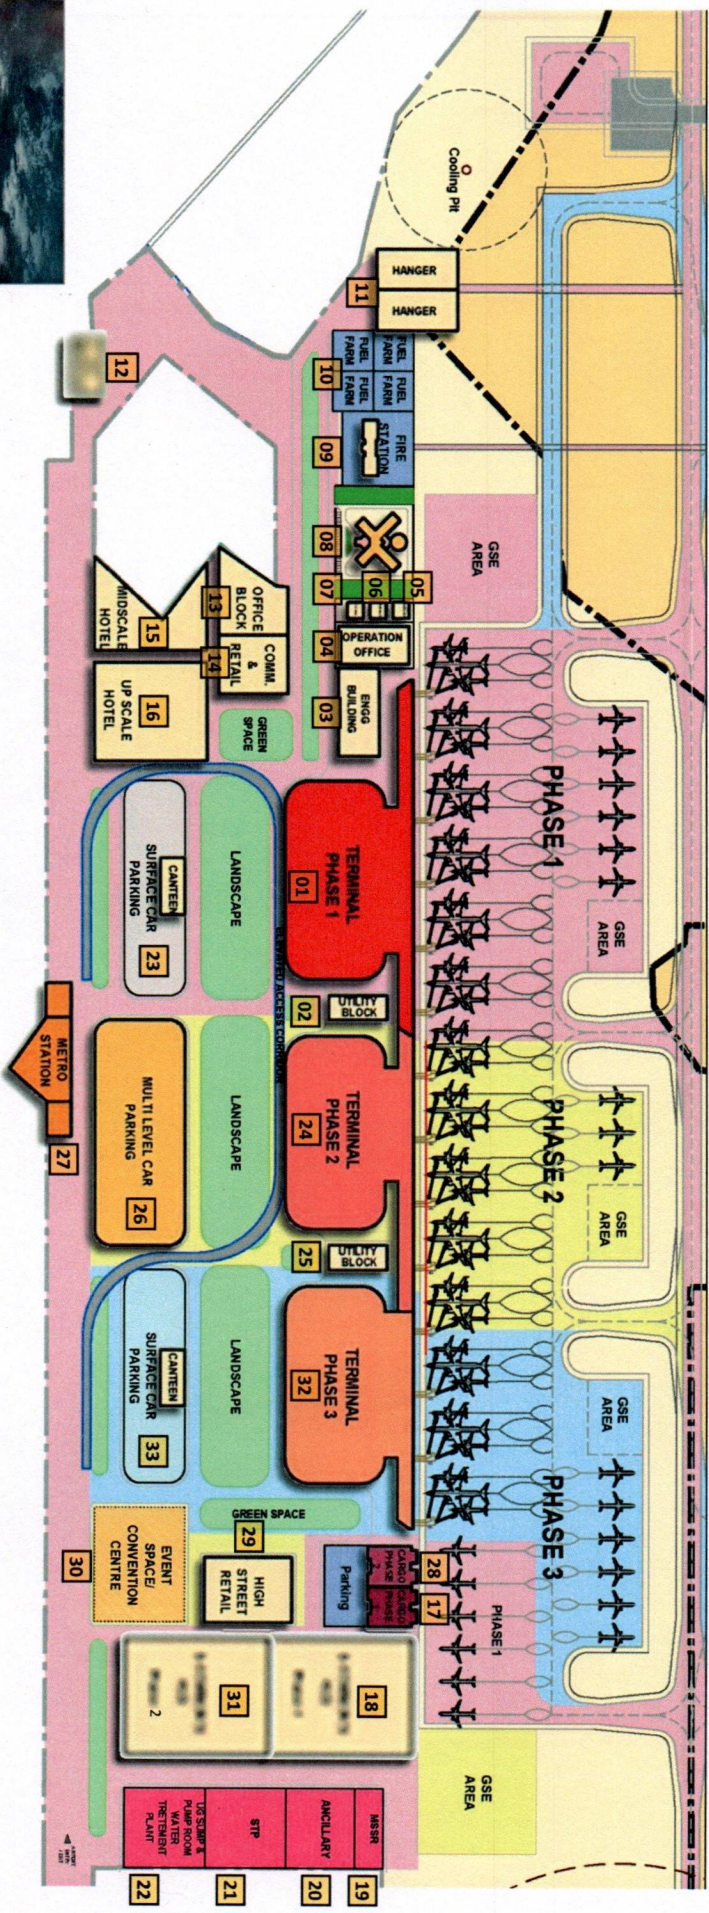 Cooling Pit
HANGER
HANGER
11
FUEL
FARM
FUEL
FARM
FUEL
FARM
FUEL
FARM
10
12
FIRE
STATION
09
GSE
AREA
08
07
06
05
OPERATION
OFFICE
04
ENGG
BUILDING
03
OFFICE
BLOCK
13
COMM.
&
RETAIL
14
MIDSCALE
HOTEL
15
UP SCALE
HOTEL
16
GREEN
SPACE
PHASE 1
GSE
AREA
TERMINAL
PHASE 1
01
LANDSCAPE
CANTEEN
SURFACE CAR
PARKING
23
UTILITY
BLOCK
02
METRO
STATION
27
PHASE 2
GSE
AREA
TERMINAL
PHASE 2
24
LANDSCAPE
MULTI LEVEL CAR
PARKING
26
UTILITY
BLOCK
25
PHASE 3
GSE
AREA
TERMINAL
PHASE 3
32
LANDSCAPE
CANTEEN
SURFACE CAR
PARKING
33
GREEN SPACE
29
HIGH
STREET
RETAIL
EVENT
SPACE/
CONVENTION
CENTRE
30
Parking
CARGO
PHASE
2
28
CARGO
PHASE
17
PHASE 1
18
31
2
GSE
AREA
MSSR
19
ANCILLARY
20
STP
21
UG SUMP &
PUMP ROOM
WATER
TRETEMENT
PLANT
22